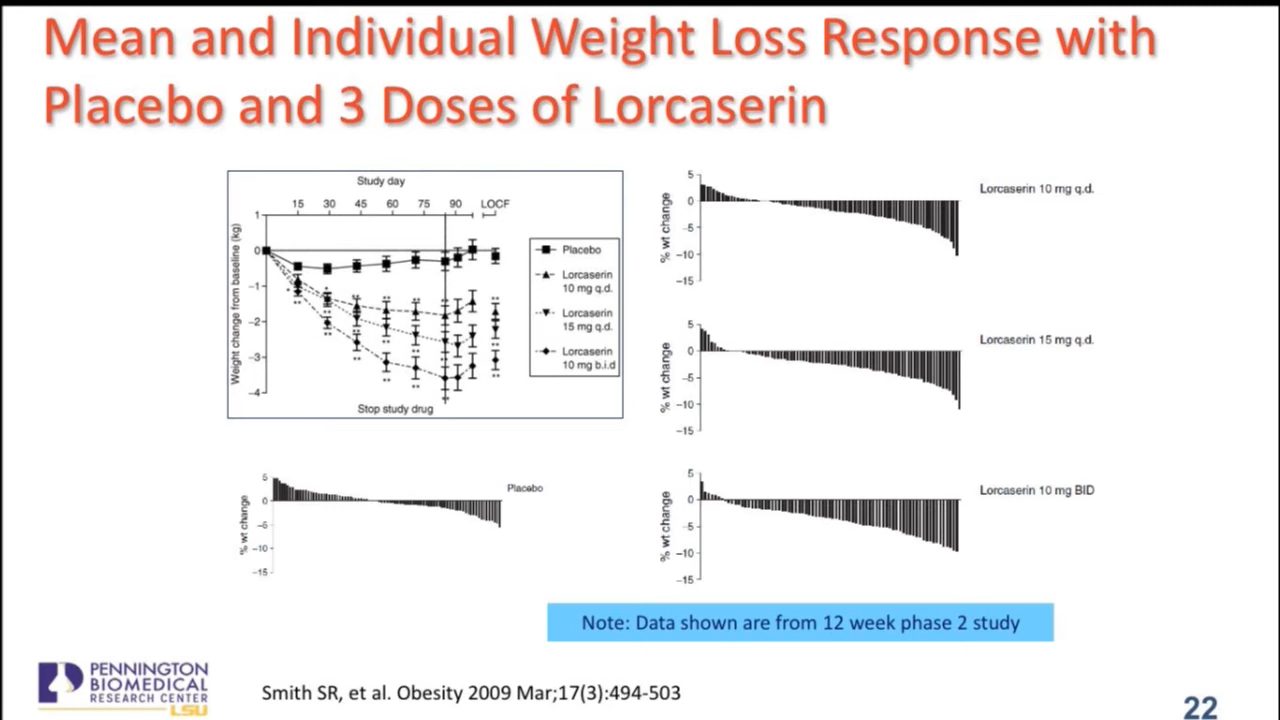 Mean and Individual Weight Loss Response with
Placebo and 3 Doses of Lorcaserin
Study day
15 30 45 60 75 90 LOCF
Weight change from baseline (kg)
1
0
−1
−2
−3
−4
Stop study drug
Placebo
Lorcaserin
10 mg q.d.
Lorcaserin
15 mg q.d.
Lorcaserin
10 mg b.i.d
% wt change
5
0
−5
−10
−15
Lorcaserin 10 mg q.d.
% wt change
5
0
−5
−10
−15
Lorcaserin 15 mg q.d.
% wt change
5
0
−5
−10
−15
Placebo
% wt change
5
0
−5
−10
−15
Lorcaserin 10 mg BID
Note: Data shown are from 12 week phase 2 study
PENNINGTON
BIOMEDICAL
RESEARCH CENTER
LSU
Smith SR, et al. Obesity 2009 Mar;17(3):494-503
22